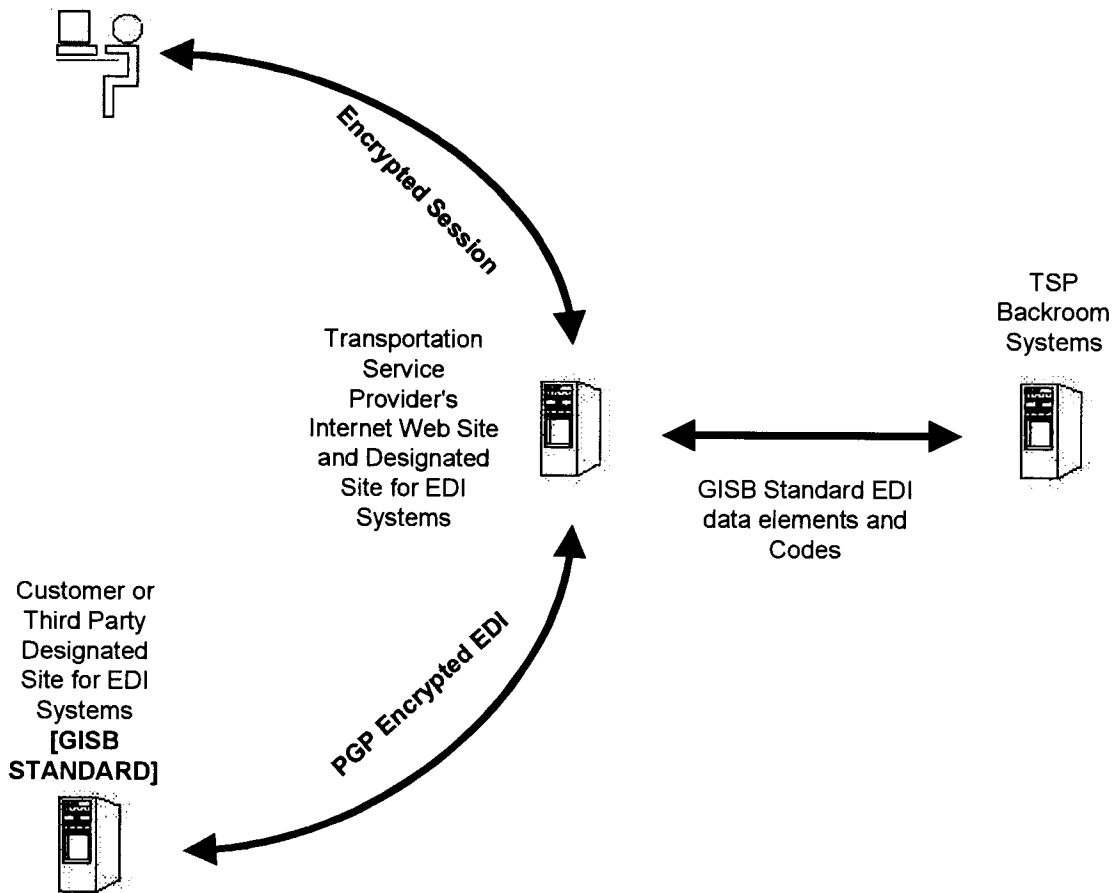 Encrypted Session
TSP
Backroom
Systems
Transportation
Service
Provider's
Internet Web Site
and Designated
Site for EDI
Systems
GISB Standard EDI
data elements and
Codes
Customer or
Third Party
Designated
Site for EDI
Systems
[GISB
STANDARD]
PGP Encrypted EDI